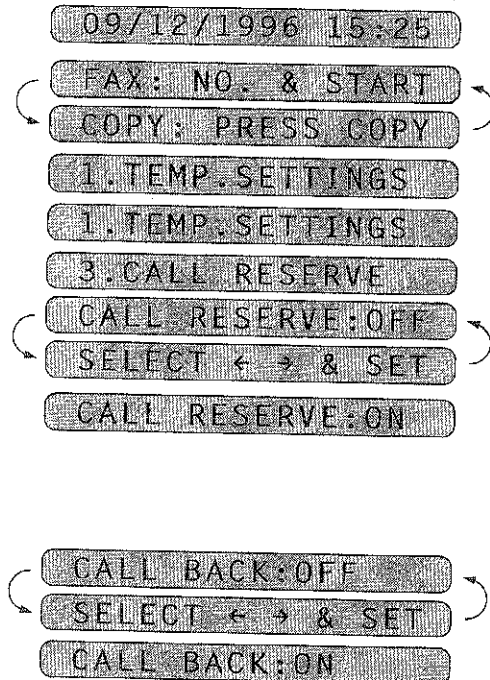 09/12/1996 15:25
FAX: NO. & START
COPY: PRESS COPY
1.TEMP.SETTINGS
1.TEMP.SETTINGS
3.CALL RESERVE
CALL RESERVE:OFF
SELECT ← → & SET
CALL RESERVE:ON
CALL BACK:OFF
SELECT ← → & SET
CALL BACK:ON